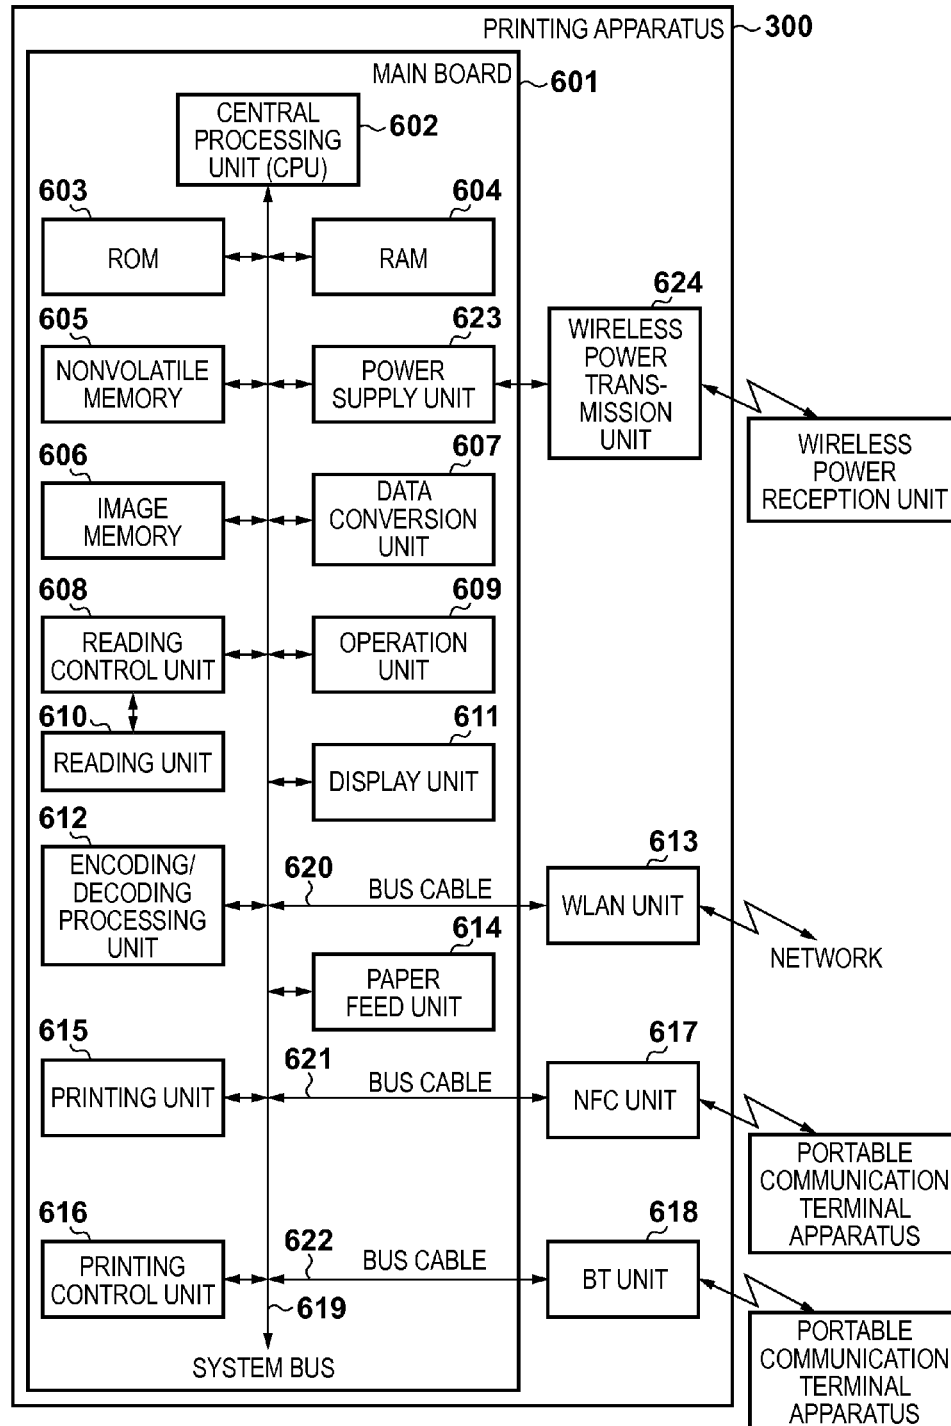 PRINTING APPARATUS
300
MAIN BOARD
601
CENTRAL
PROCESSING
UNIT (CPU)
602
603
ROM
604
RAM
605
NONVOLATILE
MEMORY
623
POWER
SUPPLY UNIT
624
WIRELESS
POWER
TRANS-
MISSION
UNIT
WIRELESS
POWER
RECEPTION UNIT
606
IMAGE
MEMORY
607
DATA
CONVERSION
UNIT
608
READING
CONTROL UNIT
609
OPERATION
UNIT
610
READING UNIT
611
DISPLAY UNIT
612
ENCODING/
DECODING
PROCESSING
UNIT
620
BUS CABLE
613
WLAN UNIT
NETWORK
614
PAPER
FEED UNIT
615
PRINTING UNIT
621
BUS CABLE
617
NFC UNIT
PORTABLE
COMMUNICATION
TERMINAL
APPARATUS
616
PRINTING
CONTROL UNIT
622
BUS CABLE
618
BT UNIT
PORTABLE
COMMUNICATION
TERMINAL
APPARATUS
619
SYSTEM BUS